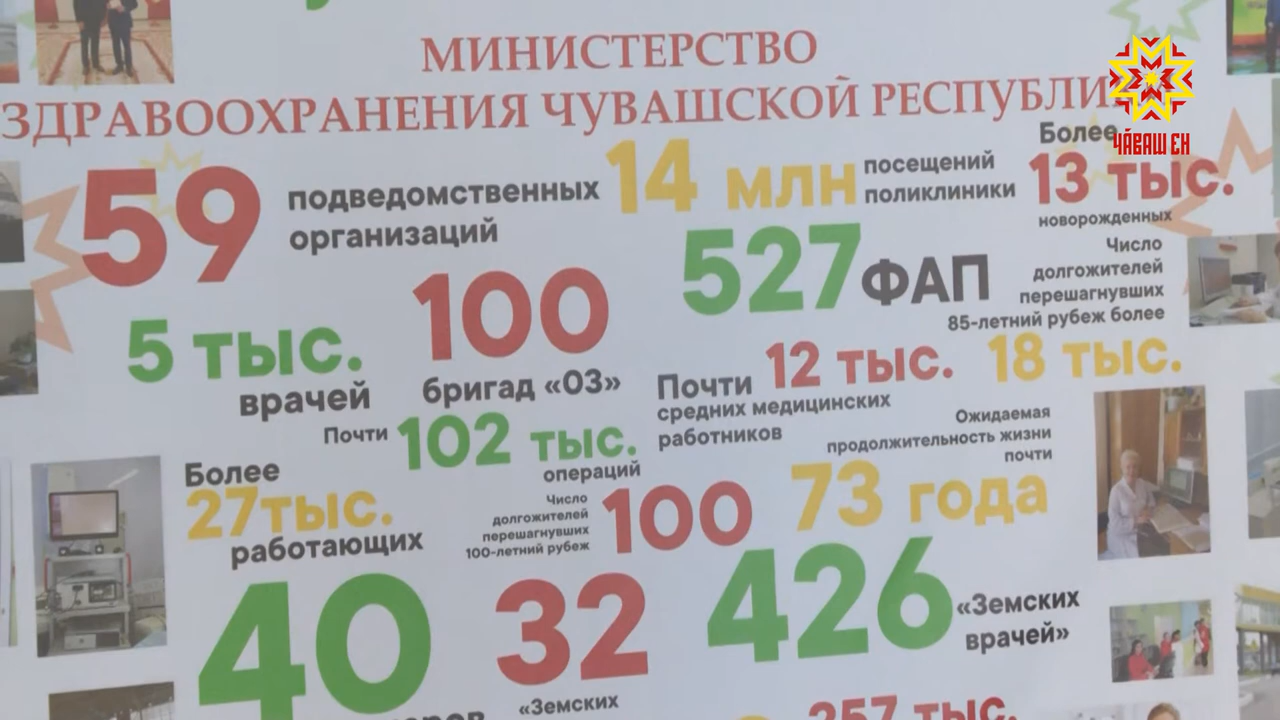 МИНИСТЕРСТВО
ЗДРАВООХРАНЕНИЯ ЧУВАШСКОЙ РЕСПУБЛИ
ЧӐВАШ ЕН
59
подведомственных
организаций
14 млн
посещений
поликлиники
Более
13 тыс.
новорожденных
5 тыс.
врачей
100
бригад «03»
527 ФАП
Число
долгожителей
перешагнувших
85-летний рубеж более
18 тыс.
Почти 12 тыс.
средних медицинских
работников
Почти 102 тыс.
операций
Более
27тыс.
работающих
Число
долгожителей
перешагнувших
100-летний рубеж
100
Ожидаемая
продолжительность жизни
почти
73 года
40
32
«Земских
426
«Земских
врачей»
257 тыс.